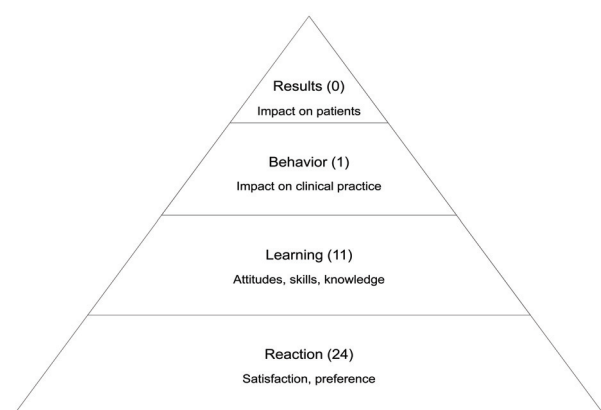 Results (0)
Impact on patients
Behavior (1)
Impact on clinical practice
Learning (11)
Attitudes, skills, knowledge
Reaction (24)
Satisfaction, preference